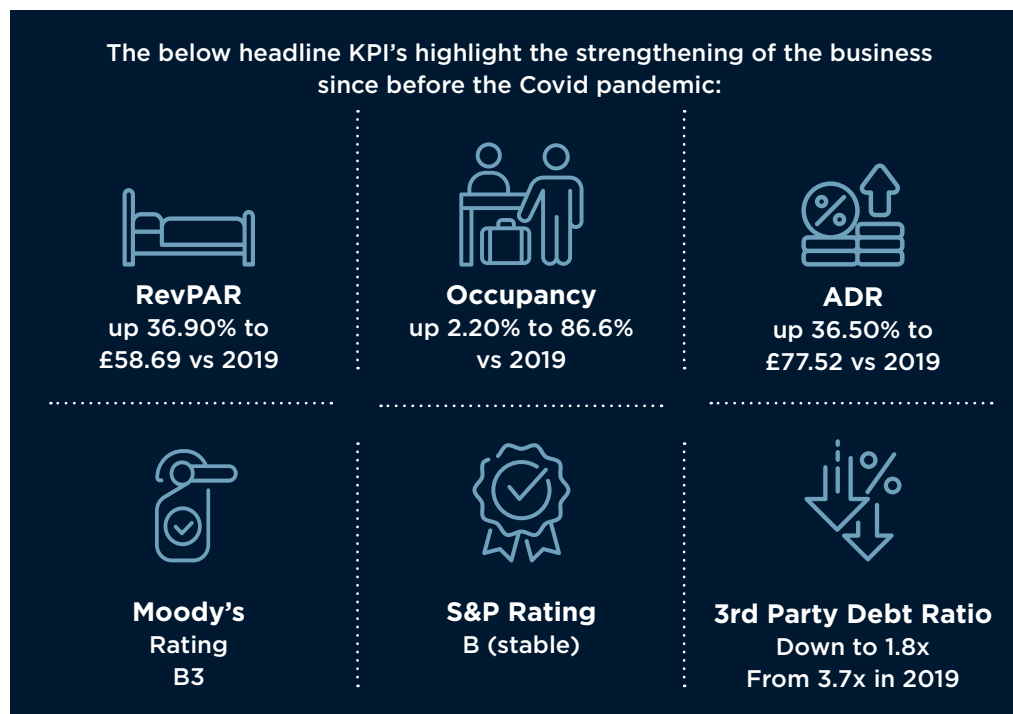 The below headline KPI’s highlight the strengthening of the business
since before the Covid pandemic:
RevPAR
up 36.90% to
£58.69 vs 2019
Occupancy
up 2.20% to 86.6%
vs 2019
ADR
up 36.50% to
£77.52 vs 2019
Moody’s
Rating
B3
S&P Rating
B (stable)
3rd Party Debt Ratio
Down to 1.8x
From 3.7x in 2019